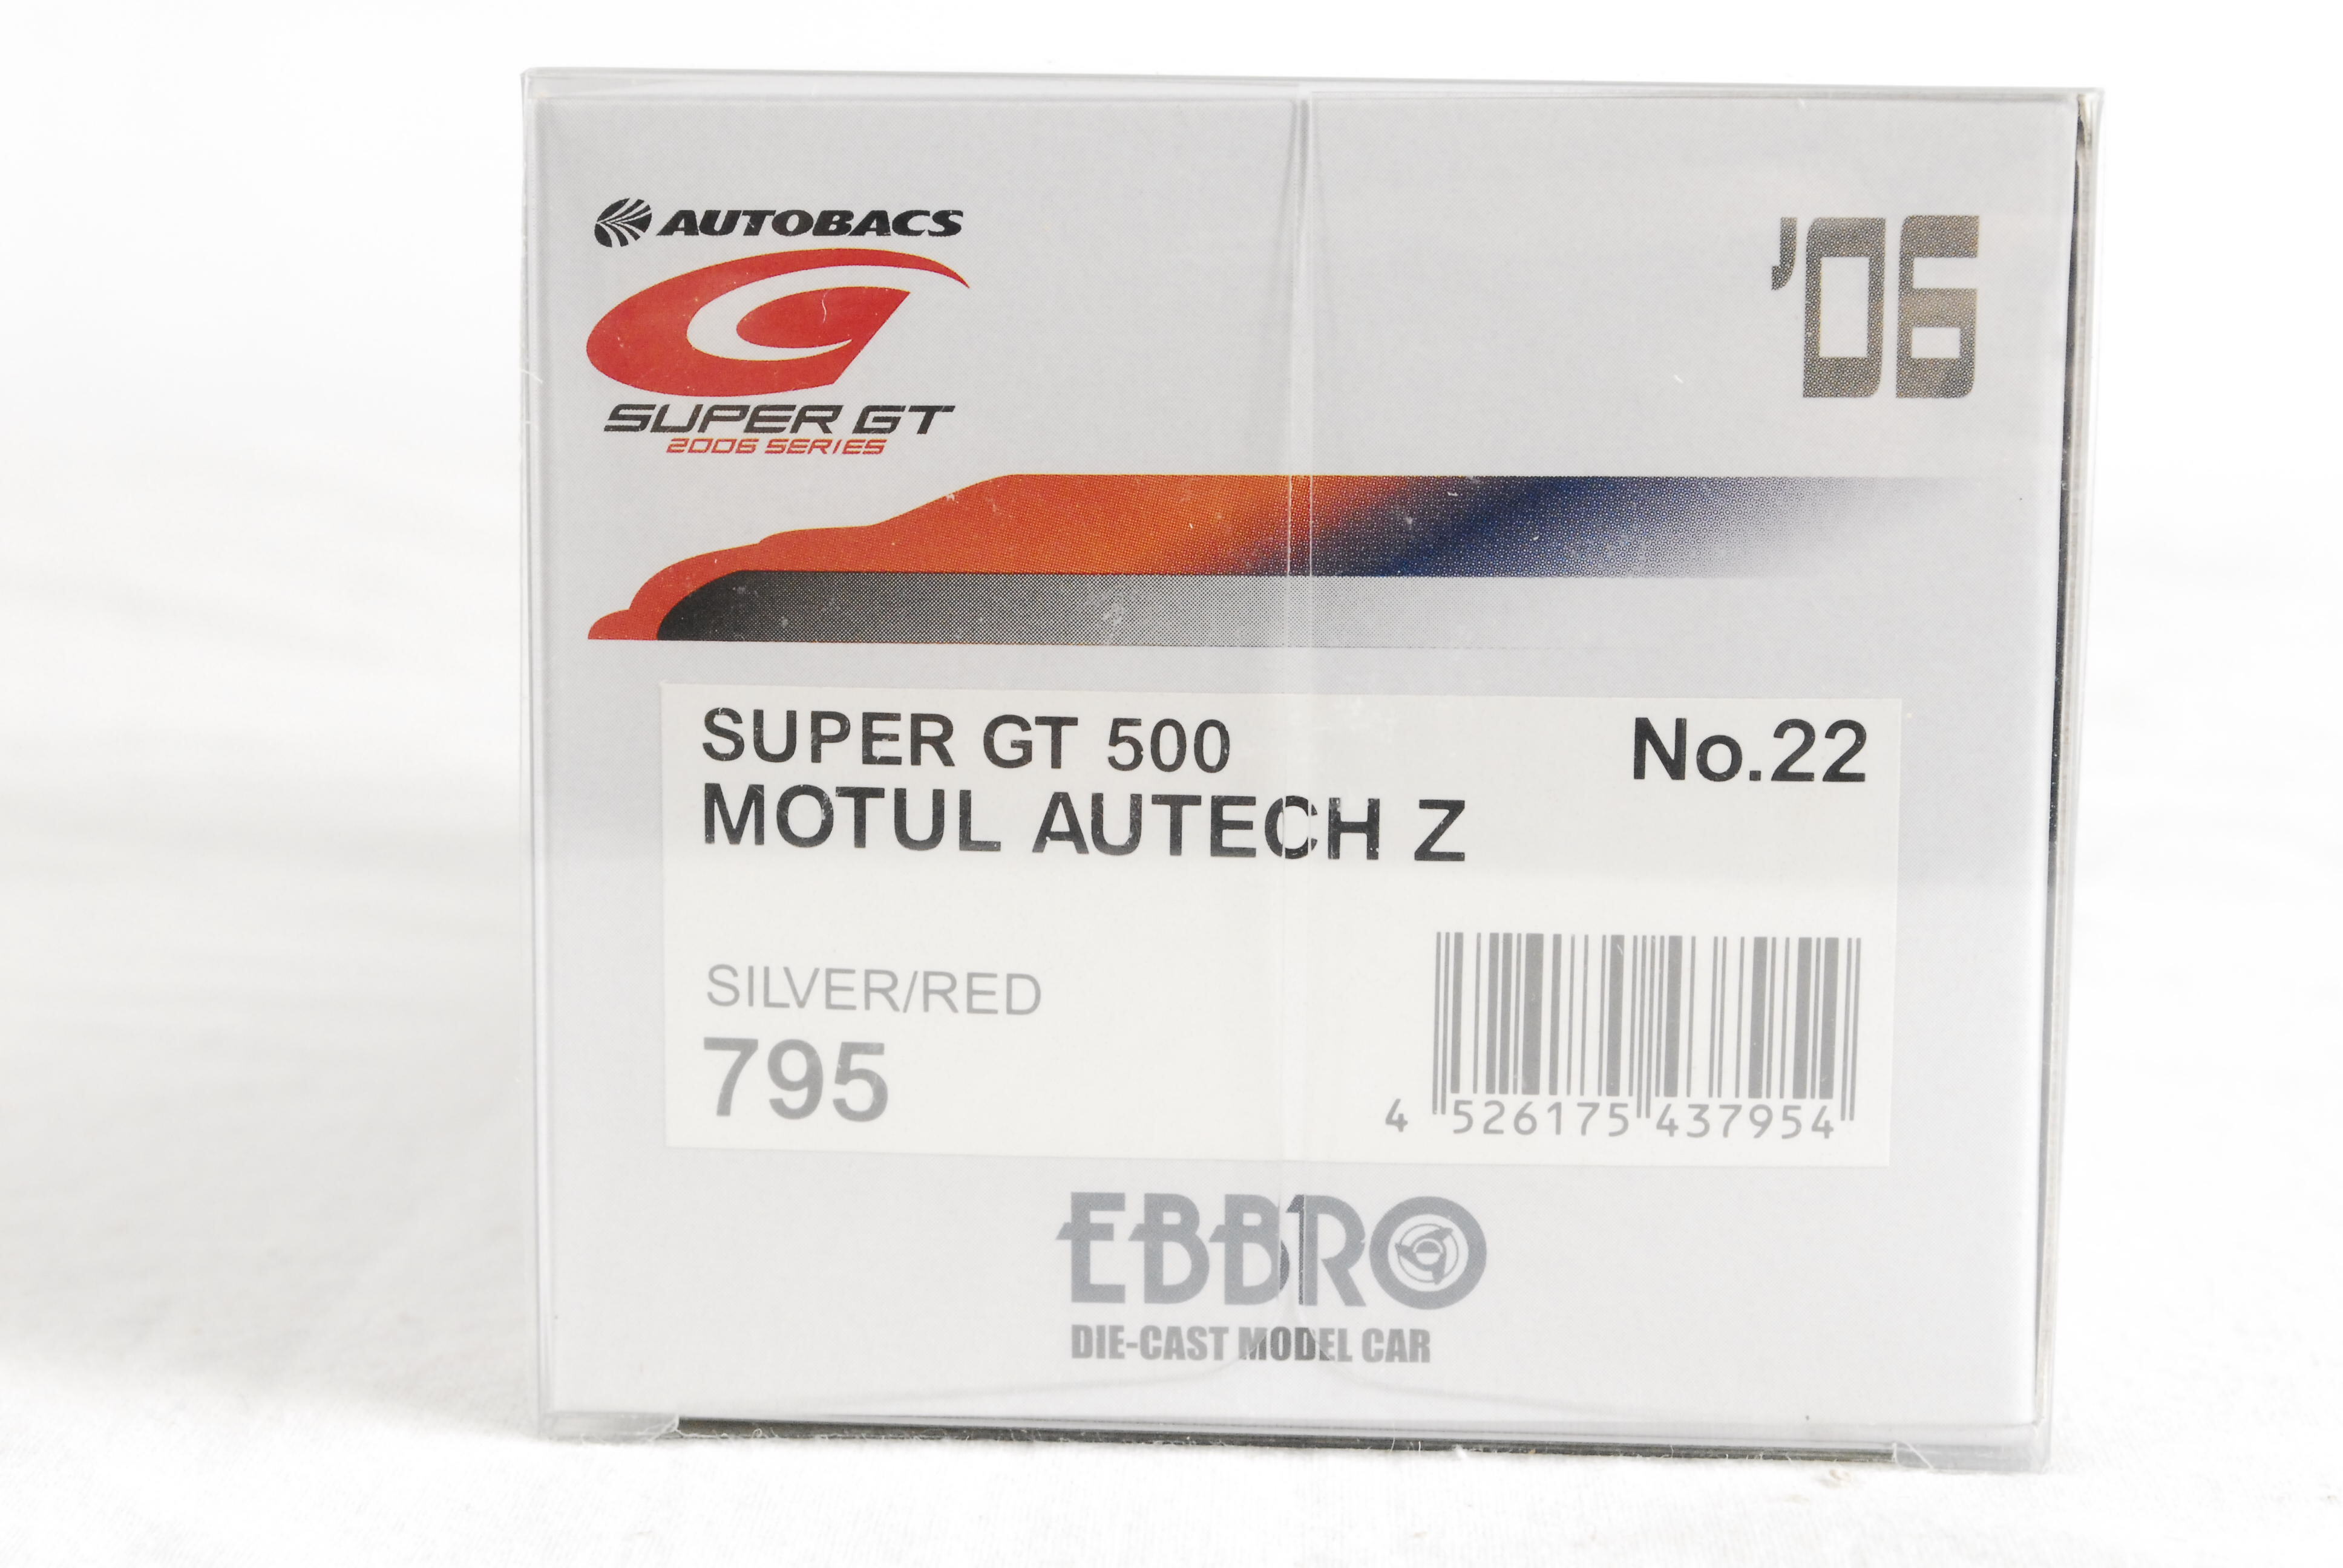 AUTOBACS
'06
SUPER GT
2006 SERIES
SUPER GT 500
No.22
MOTUL AUTECH Z
SILVER/RED
795
4 526175 437954
EBBRO
DIE-CAST MODEL CAR